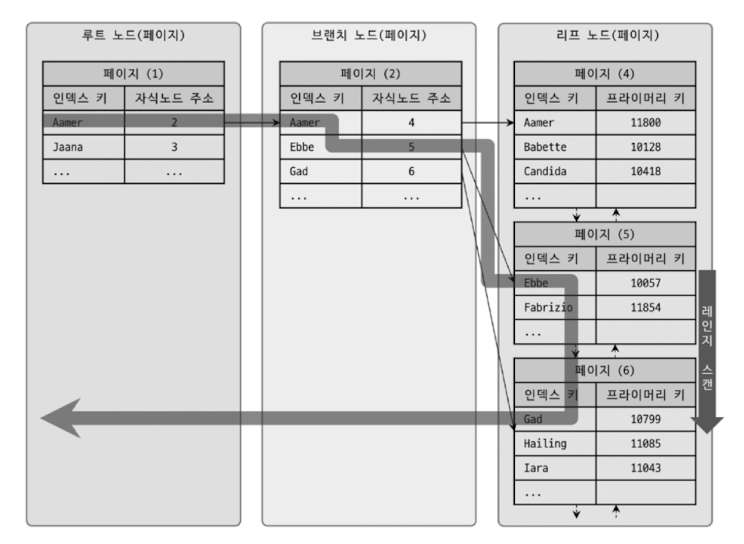 루트 노드(페이지)
페이지 (1)
인덱스 키 자식노드 주소
Aamer 2
Jaana 3
... ...
브랜치 노드(페이지)
페이지 (2)
인덱스 키 자식노드 주소
Aamer 4
Ebbe 5
Gad 6
... ...
리프 노드(페이지)
페이지 (4)
인덱스 키 프라이머리 키
Aamer 11800
Babette 10128
Candida 10418
...
페이지 (5)
인덱스 키 프라이머리 키
Ebbe 10057
Fabrizio 11854
...
페이지 (6)
인덱스 키 프라이머리 키
Gad 10799
Hailing 11085
Iara 11043
...
레인지 스캔